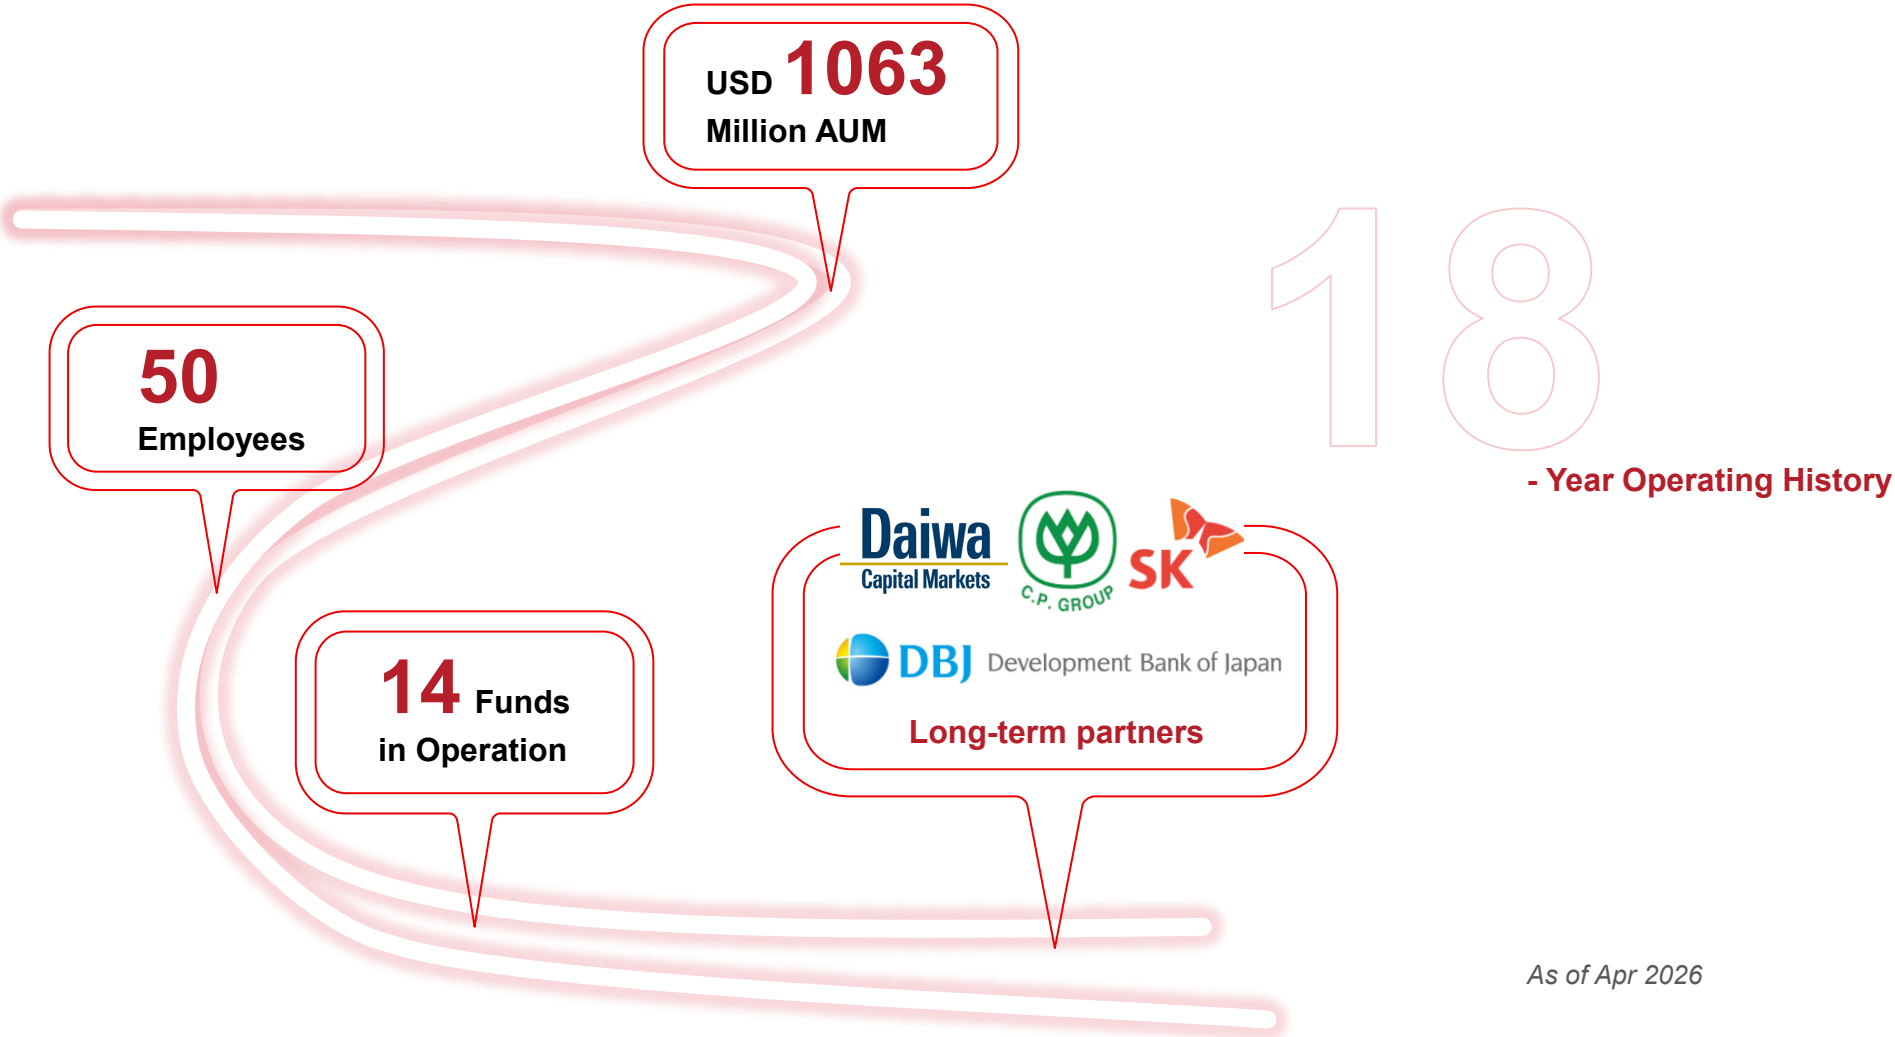 USD 1063
Million AUM
18
- Year Operating History
50
Employees
Daiwa
Capital Markets
C.P. GROUP
SK
DBJ Development Bank of Japan
Long-term partners
14 Funds
in Operation
As of Apr 2026